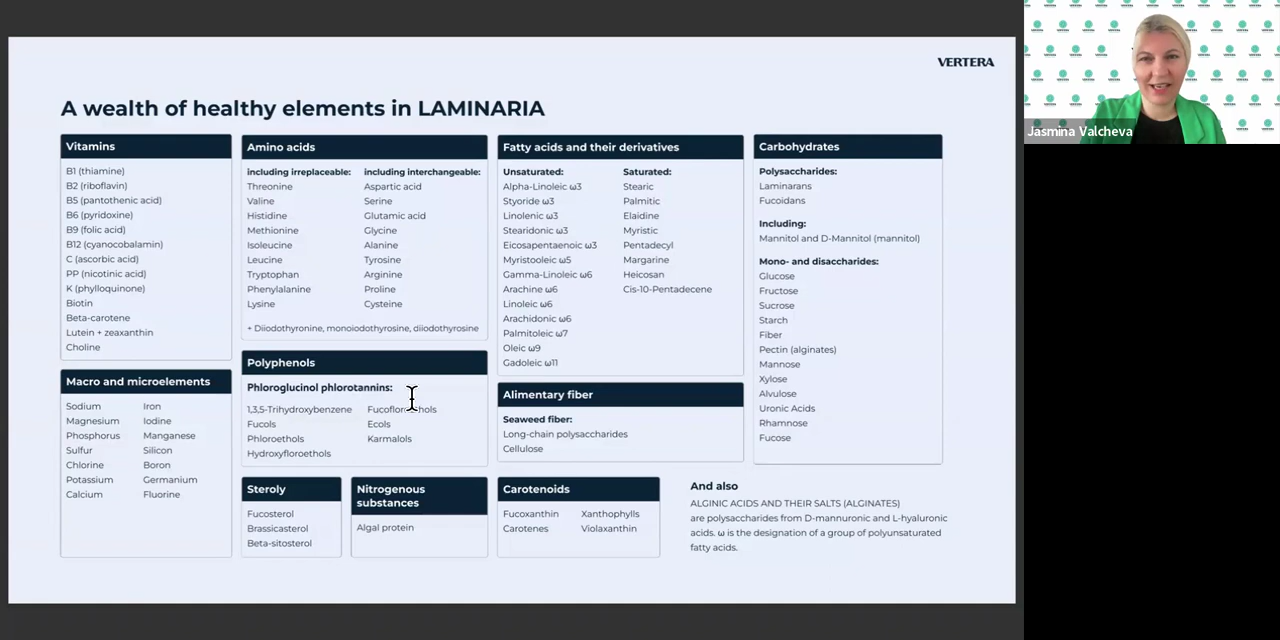 VERTERA
A wealth of healthy elements in LAMINARIA
Vitamins
B1 (thiamine)
B2 (riboflavin)
B5 (pantothenic acid)
B6 (pyridoxine)
B9 (folic acid)
B12 (cyanocobalamin)
C (ascorbic acid)
PP (nicotinic acid)
K (phylloquinone)
Biotin
Beta-carotene
Lutein + zeaxanthin
Choline
Macro and microelements
Sodium
Magnesium
Phosphorus
Sulfur
Chlorine
Potassium
Calcium
Iron
Iodine
Manganese
Silicon
Boron
Germanium
Fluorine
Amino acids
including irreplaceable:
Threonine
Valine
Histidine
Methionine
Isoleucine
Leucine
Tryptophan
Phenylalanine
Lysine
including interchangeable:
Aspartic acid
Serine
Glutamic acid
Glycine
Alanine
Tyrosine
Arginine
Proline
Cysteine
+ Diiodothyronine, monoiodothyrosine, diiodothyrosine
Polyphenols
Phloroglucinol phlorotannins:
1,3,5-Trihydroxybenzene
Fucols
Phloroethols
Hydroxyfloroethols
Ecols
Karmalols
Steroly
Fucosterol
Brassicasterol
Beta-sitosterol
Nitrogenous
substances
Algal protein
Fatty acids and their derivatives
Unsaturated:
Alpha-Linoleic ω3
Styoride ω3
Linolenic ω3
Stearidonic ω3
Eicosapentaenoic ω3
Myristooleic ω5
Gamma-Linoleic ω6
Arachine ω6
Linoleic ω6
Arachidonic ω6
Palmitoleic ω7
Oleic ω9
Gadoleic ω11
Saturated:
Stearic
Palmitic
Elaidine
Myristic
Pentadecyl
Margarine
Heicosan
Cis-10-Pentadecene
Alimentary fiber
Seaweed fiber:
Long-chain polysaccharides
Cellulose
Carotenoids
Fucoxanthin
Carotenes
Xanthophylls
Violaxanthin
Carbohydrates
Polysaccharides:
Laminarans
Fucoidans
Including:
Mannitol and D-Mannitol (mannitol)
Mono- and disaccharides:
Glucose
Fructose
Sucrose
Starch
Fiber
Pectin (alginates)
Mannose
Xylose
Alvulose
Uronic Acids
Rhamnose
Fucose
And also
ALGINIC ACIDS AND THEIR SALTS (ALGINATES)
are polysaccharides from D-mannuronic and L-hyaluronic
acids. ω is the designation of a group of polyunsaturated
fatty acids.
Jasmina Valcheva